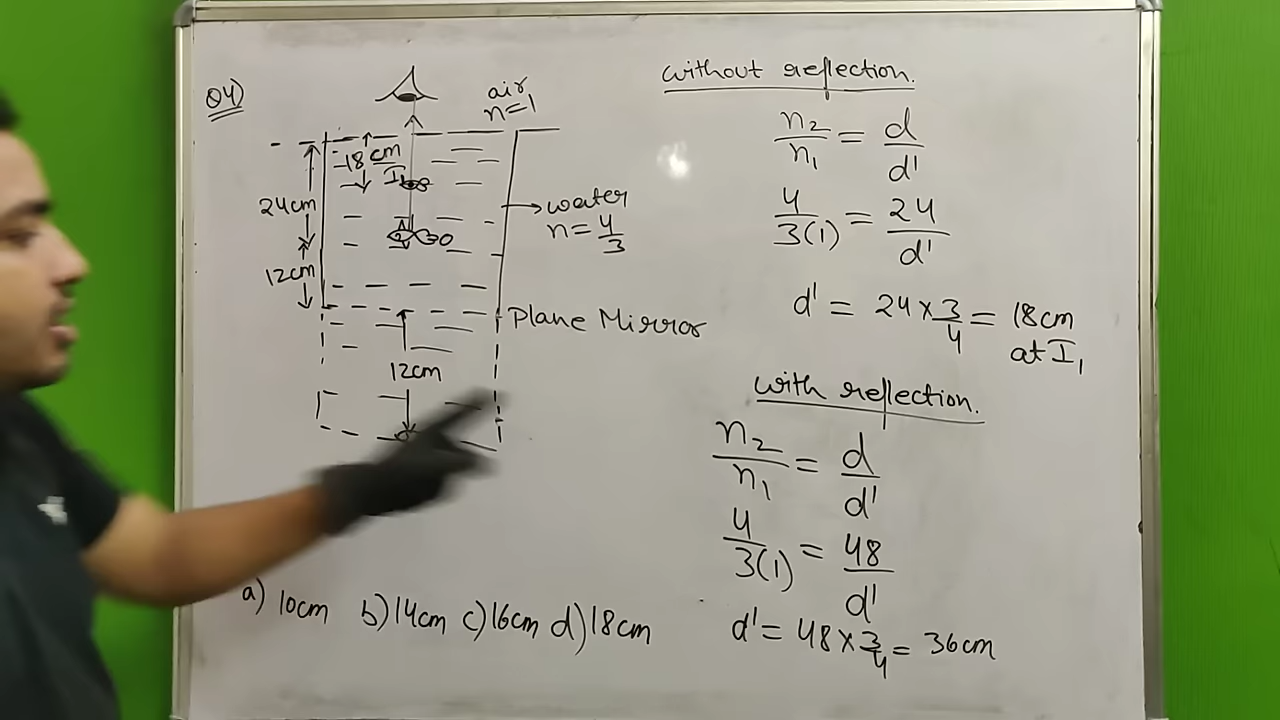 Q4)
air
n=1
18cm
I1
24cm
O
water
n=4/3
12cm
Plane Mirror
12cm
a) 10cm b) 14cm c) 16cm d) 18cm
without reflection.
n2/n1 = d/d'
4/3(1) = 24/d'
d' = 24×3/4 = 18cm
at I1
with reflection.
n2/n1 = d/d'
4/3(1) = 48/d'
d' = 48×3/4 = 36cm